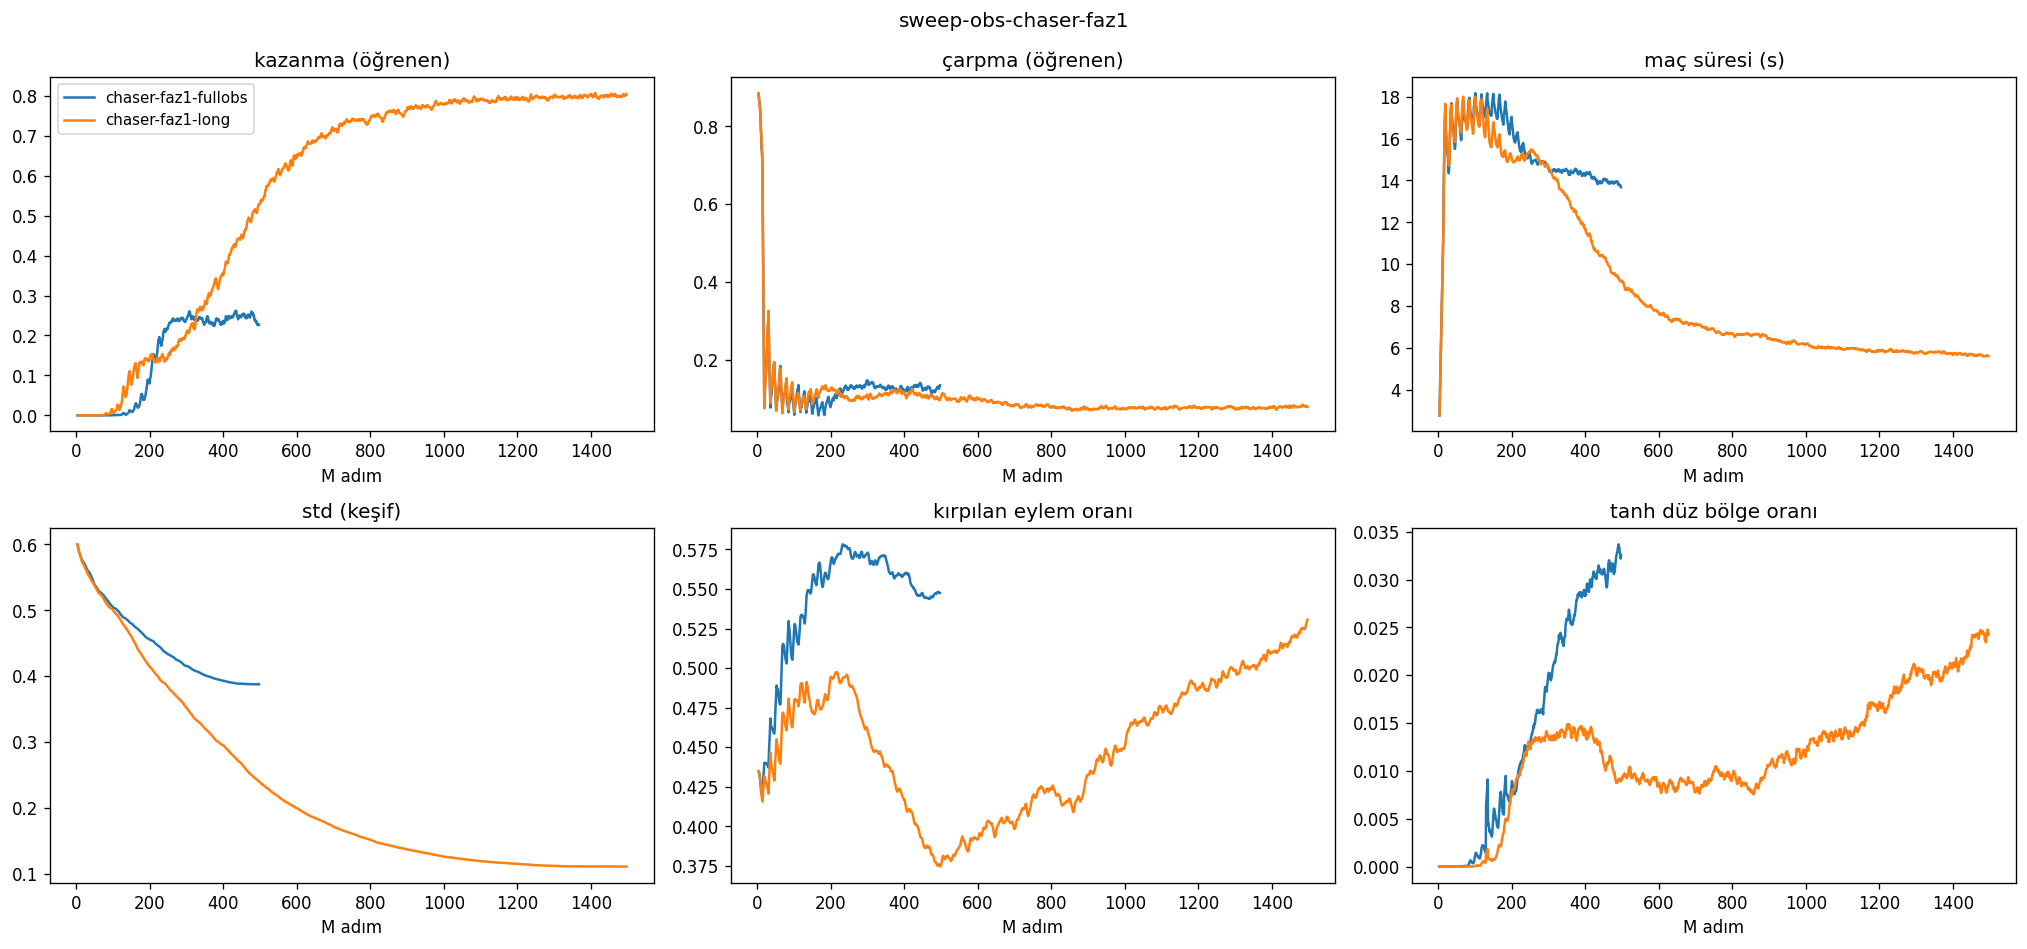 sweep-obs-chaser-faz1
kazanma (öğrenen)
0.8
0.7
0.6
0.5
0.4
0.3
0.2
0.1
0.0
chaser-faz1-fullobs
chaser-faz1-long
0 200 400 600 800 1000 1200 1400
M adım
çarpma (öğrenen)
0.8
0.6
0.4
0.2
0 200 400 600 800 1000 1200 1400
M adım
maç süresi (s)
18
16
14
12
10
8
6
4
0 200 400 600 800 1000 1200 1400
M adım
std (keşif)
0.6
0.5
0.4
0.3
0.2
0.1
0 200 400 600 800 1000 1200 1400
M adım
kırpılan eylem oranı
0.575
0.550
0.525
0.500
0.475
0.450
0.425
0.400
0.375
0 200 400 600 800 1000 1200 1400
M adım
tanh düz bölge oranı
0.035
0.030
0.025
0.020
0.015
0.010
0.005
0.000
0 200 400 600 800 1000 1200 1400
M adım